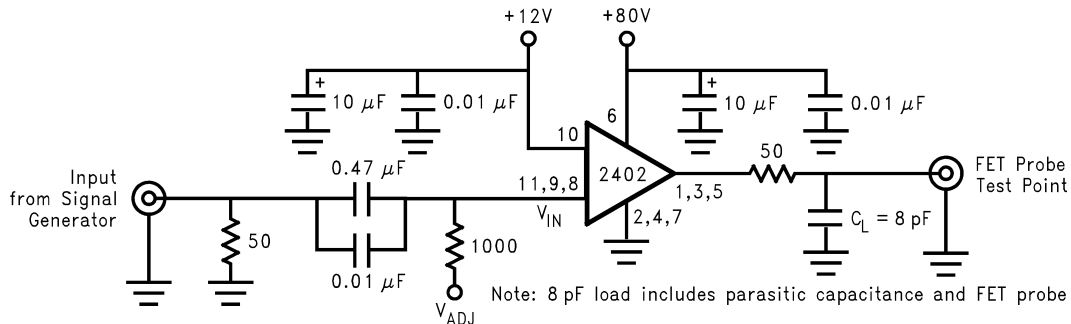 +12V
+80V
+
10 μF
0.01 μF
+
10 μF
0.01 μF
6
10
50
FET Probe
Test Point
Input
from Signal
Generator
0.47 μF
2402
11,9,8
1,3,5
V_IN
2,4,7
C_L = 8 pF
50
1000
0.01 μF
V_ADJ
Note: 8 pF load includes parasitic capacitance and FET probe